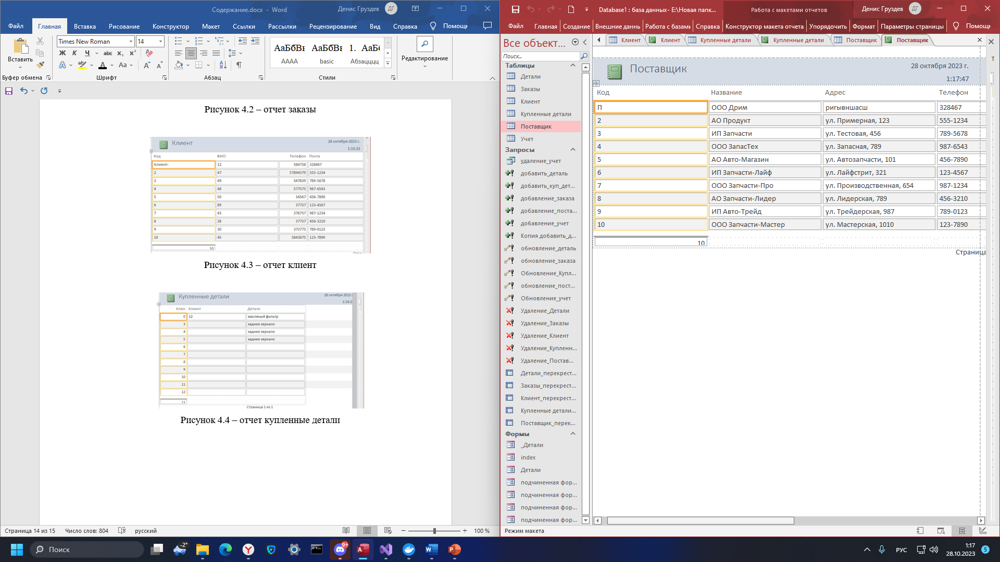 Содержание.docx - Word
Денис Груздев
ДГ
Файл
Главная
Вставка
Рисование
Конструктор
Макет
Ссылки
Рассылки
Рецензирование
Вид
Справка
Помощн
Вставить
Буфер обмена
Times New Roman
14
Ж К Ч abc x₂ x²
Aa
Шрифт
Абзац
АаБбВı АаБбВı 1. АаБб
АААА
basic
Абзацццц
Стили
Редактирование
Рисунок 4.2 – отчет заказы
Клиент
28 октября 2023 г.
1:15:23
Код ФИО Телефон Почта
Клиент: 12 584738 328467
2 47 57894379 555-1234
3 49 547839 789-5678
4 48 577575 987-6543
5 50 34567 456-7890
6 89 37737 123-4567
7 43 376737 987-1234
8 28 37737 456-3210
9 30 373773 789-0123
10 45 5843875 123-7890
10
Рисунок 4.3 – отчет клиент
Купленные детали
28 октября 2023
1:16:2
Ключ Клиент Детали
0 12 масляный фильтр
3 заднее зеркало
4 заднее зеркало
5 заднее зеркало
6
7
8
9
10
11
12
11
Страница 1 из 1
Рисунок 4.4 – отчет купленные детали
Страница 14 из 15
Число слов: 804
русский
100 %
Database1 : база данных- E:\Новая папк...
Работа с макетами отчетов
Денис Груздев
ДГ
Файл
Главная
Создание
Внешние данн
Работа с базами
Справка
Конструктор макета отчета
Упорядочить
Формат
Параметры страницы
Помощн
Все объект...
Поиск...
Таблицы
Детали
Заказы
Клиент
Купленные детали
Поставщик
Учет
Запросы
удаление_учет
добавить_деталь
добавить_куп_дет...
добавление_заказа
добавление_поста...
добавление_учет
Копия добавить_д...
обновление_деталь
обновление_заказа
Обновление_Купл...
обновление_пост...
Обновление_учет
Удаление_Детали
Удаление_Заказы
Удаление_Клиент
Удаление_Купленн...
Удаление_Постав...
Детали_перекрест...
Заказы_перекрест...
Клиент_перекрест...
Купленные детали...
Поставщик_перек...
Формы
_Детали
index
Детали
подчиненная фор...
подчиненная фор...
подчиненная фор...
подчиненная фор...
Клиент
Клиент
Купленные детали
Купленные детали
Поставщик
Поставщик
Поставщик
28 октября 2023 г.
1:17:47
Код Название Адрес Телефон
П ООО Дрим ригывншасш 328467
2 АО Продукт ул. Примерная, 123 555-1234
3 ИП Запчасти ул. Тестовая, 456 789-5678
4 ООО ЗапасТех ул. Запасная, 789 987-6543
5 АО Авто-Магазин ул. Автозапчасти, 101 456-7890
6 ИП Запчасти-Лайф ул. Лайфстрит, 321 123-4567
7 ООО Запчасти-Про ул. Производственная, 654 987-1234
8 АО Запчасти-Лидер ул. Лидерская, 789 456-3210
9 ИП Авто-Трейд ул. Трейдерская, 987 789-0123
10 ООО Запчасти-Мастер ул. Мастерская, 1010 123-7890
10
Страница
Режим макета
Поиск
-2°
9+
РУС
1:17
28.10.2023
5